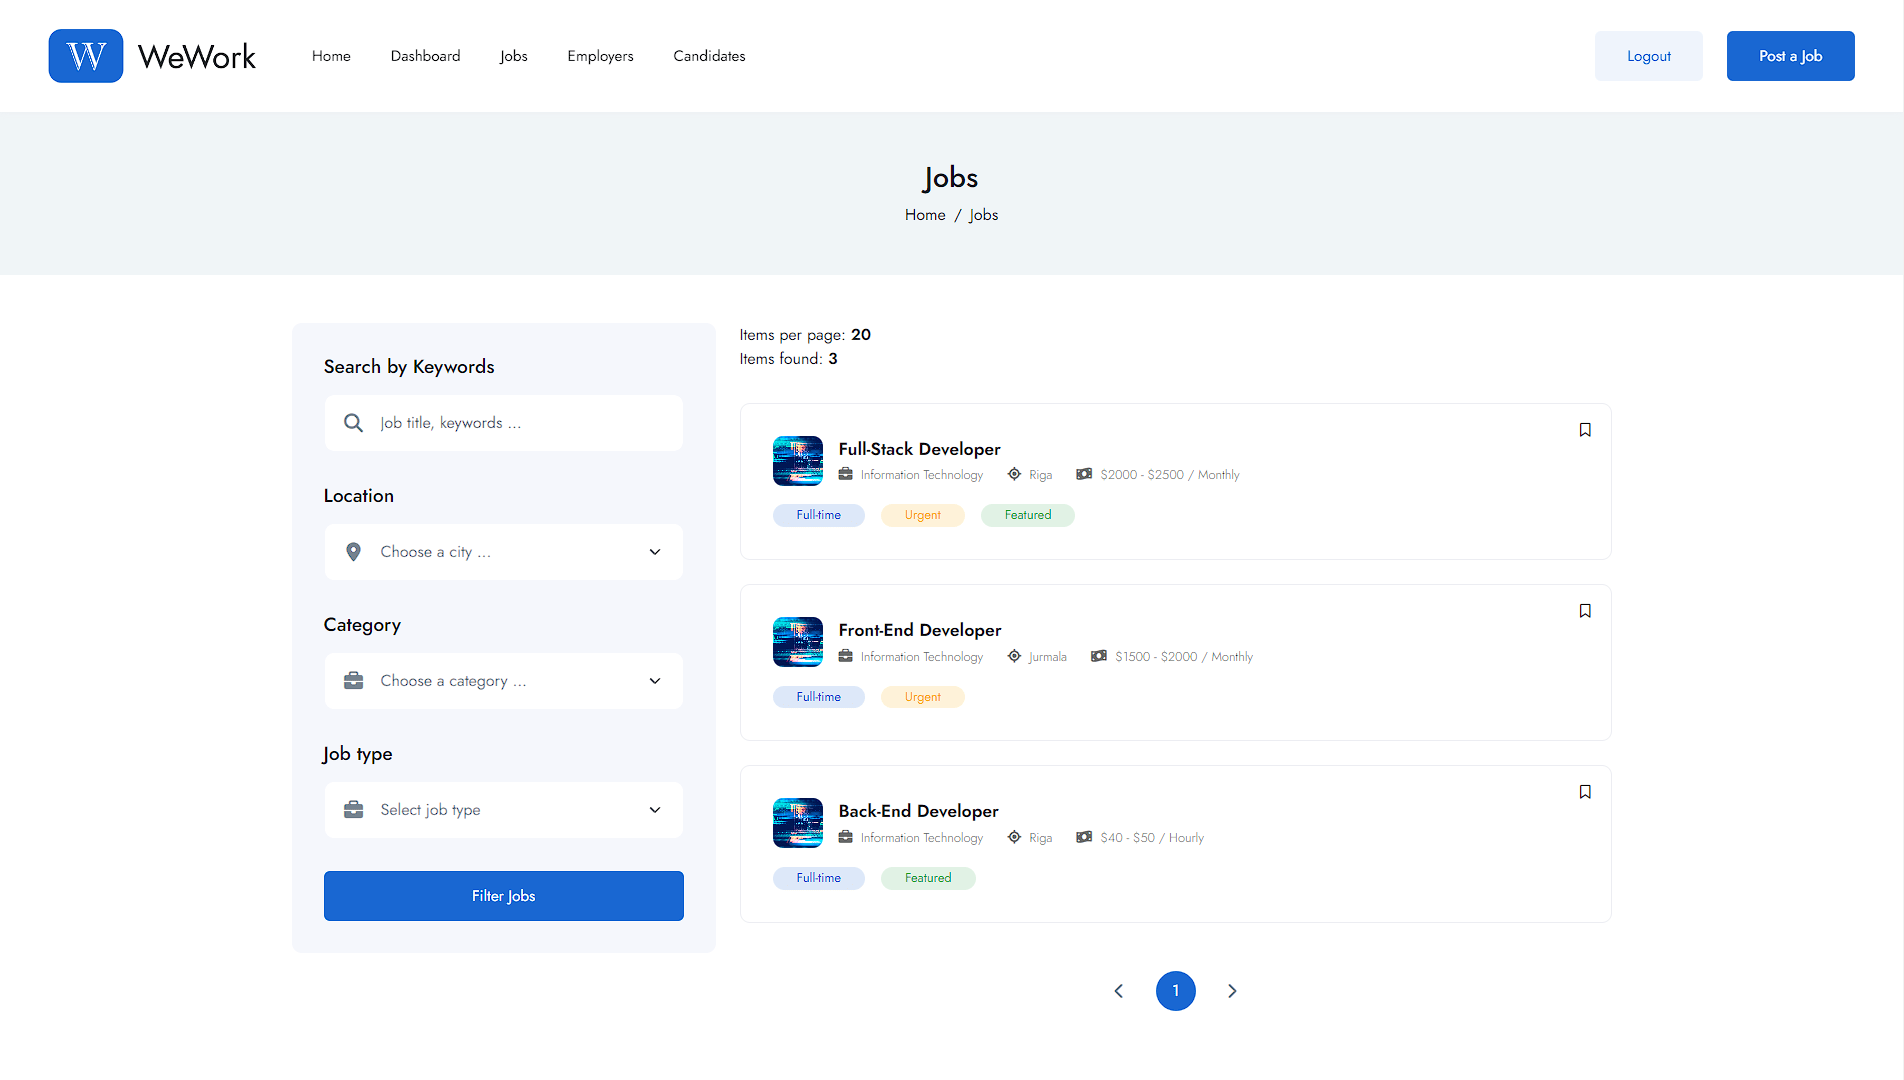 W WeWork Home Dashboard Jobs Employers Candidates Logout Post a Job
Jobs
Home / Jobs
Search by Keywords
Job title, keywords ...
Location
Choose a city ...
Category
Choose a category ...
Job type
Select job type
Filter Jobs
Items per page: 20
Items found: 3
Full-Stack Developer
Information Technology Riga $2000 - $2500 / Monthly
Full-time Urgent Featured
Front-End Developer
Information Technology Jurmala $1500 - $2000 / Monthly
Full-time Urgent
Back-End Developer
Information Technology Riga $40 - $50 / Hourly
Full-time Featured
1